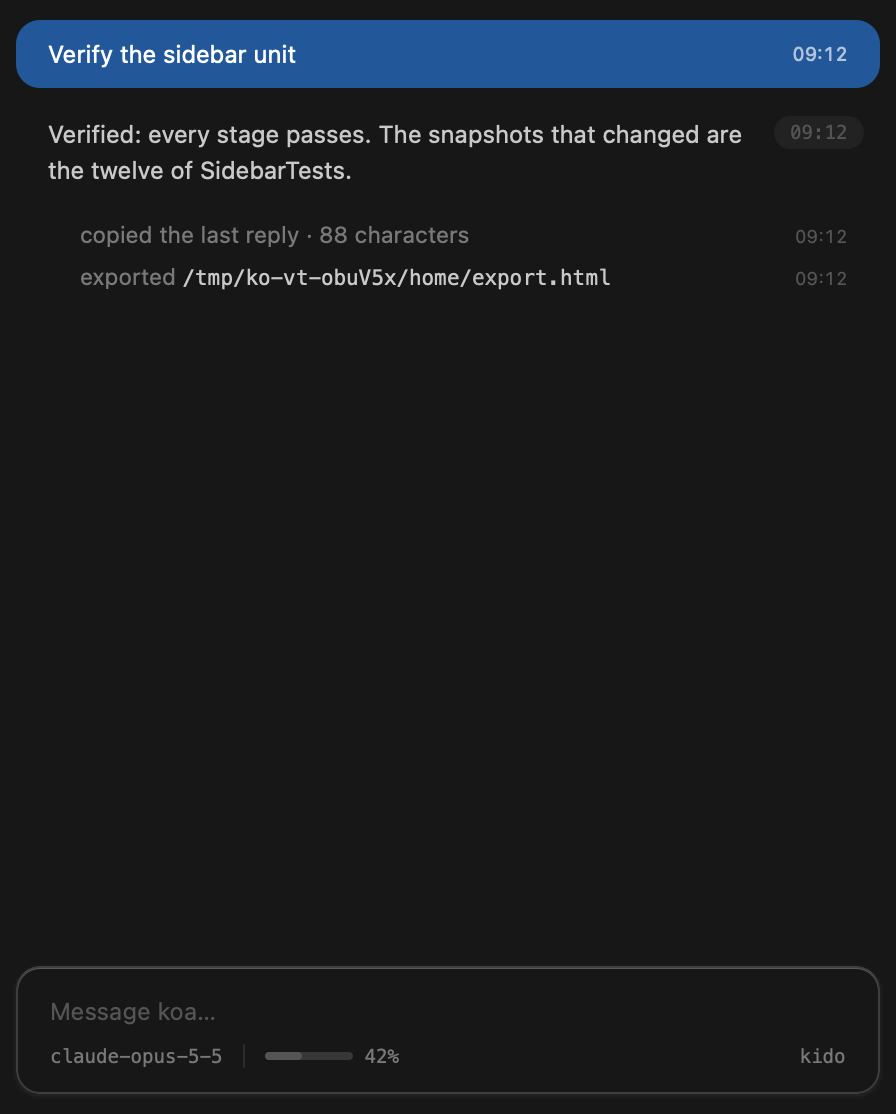 Verify the sidebar unit 09:12
Verified: every stage passes. The snapshots that changed are 09:12
the twelve of SidebarTests.
copied the last reply · 88 characters 09:12
exported /tmp/ko-vt-obuV5x/home/export.html 09:12
Message koa...
claude-opus-5-5 42% kido